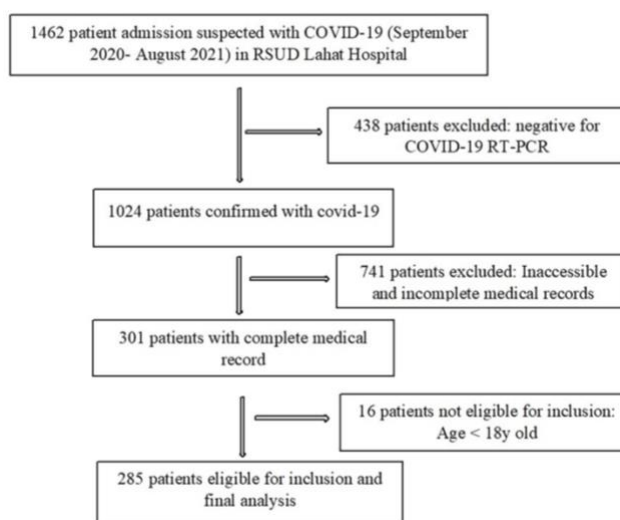 1462 patient admission suspected with COVID-19 (September
2020- August 2021) in RSUD Lahat Hospital
438 patients excluded: negative for
COVID-19 RT-PCR
1024 patients confirmed with covid-19
741 patients excluded: Inaccessible
and incomplete medical records
301 patients with complete medical
record
16 patients not eligible for inclusion:
Age < 18y old
285 patients eligible for inclusion and
final analysis